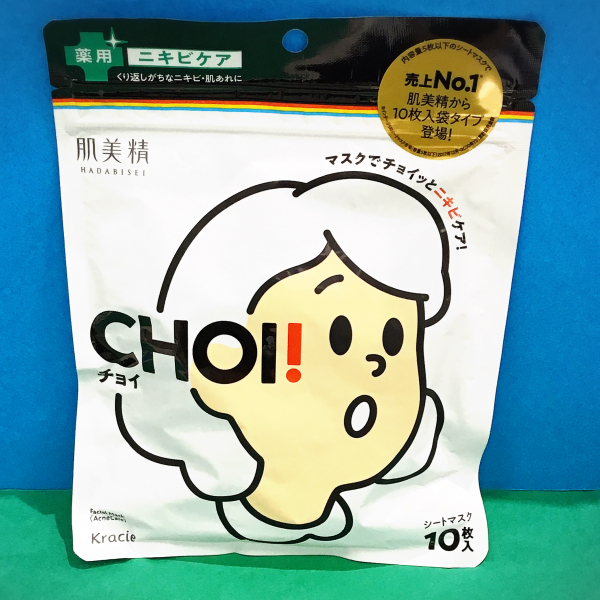 薬用
ニキビケア
くり返しがちなニキビ・肌あれに
内容量5枚以下のシートマスクで
売上No.1
肌美精から
10枚入袋タイプ
登場!
肌美精
HADABISEI
マスクでチョイッとニキビケア!
CHOI!
チョイ
Facial Mask
(AcneCare)
Kracie
シートマスク
10枚入